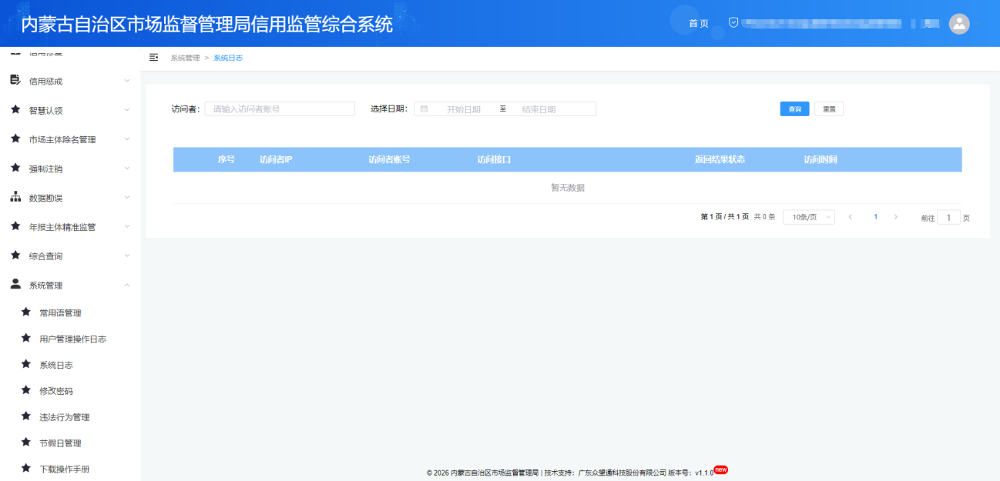 内蒙古自治区市场监督管理局信用监管综合系统
首页
系统管理 > 系统日志
信用修复
信用惩戒
智慧认领
市场主体除名管理
强制注销
数据勘误
年报主体精准监管
综合查询
系统管理
常用语管理
用户管理操作日志
系统日志
修改密码
违法行为管理
节假日管理
下载操作手册
访问者： 请输入访问者账号 选择日期： 开始日期 至 结束日期 查询 重置
序号 访问者IP 访问者账号 访问接口 返回结果状态 访问时间
暂无数据
第 1 页 / 共 1 页 共 0 条 10条/页 < 1 > 前往 1 页
© 2026 内蒙古自治区市场监督管理局 | 技术支持：广东众望通科技股份有限公司 版本号：v1.1.0 new